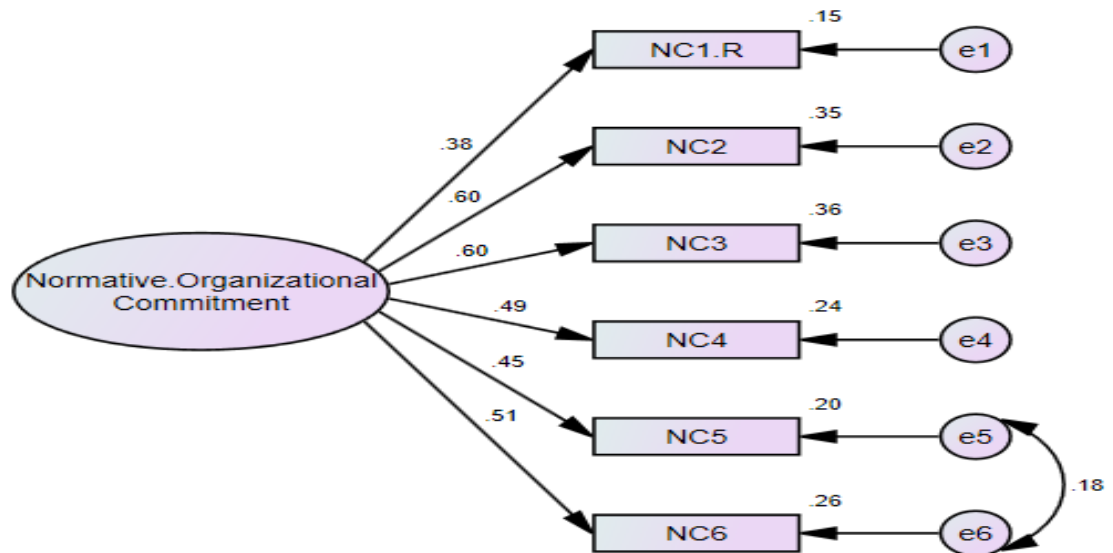 .15
NC1.R
e1
.38
.35
NC2
e2
.60
.36
NC3
e3
.60
Normative.Organizational
Commitment
.49
.24
NC4
e4
.45
.20
NC5
e5
.51
.18
.26
NC6
e6